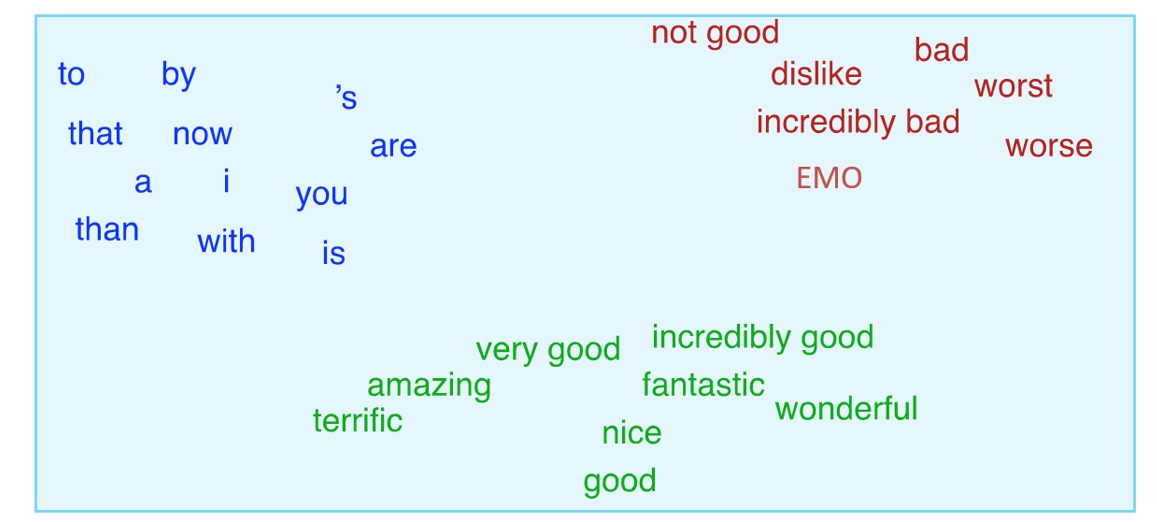 not good
bad
to by
dislike
worst
's
incredibly bad
that now
are
worse
EMO
a i
you
than
with
is
incredibly good
very good
amazing
fantastic
wonderful
terrific
nice
good